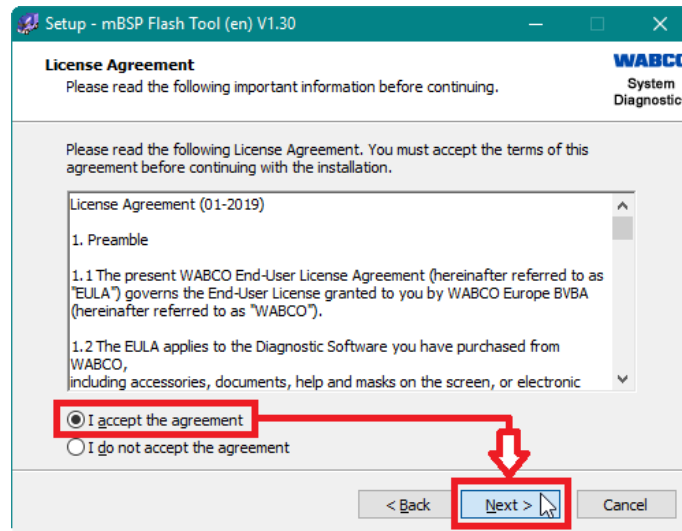 Setup - mBSP Flash Tool (en) V1.30
License Agreement
Please read the following important information before continuing.
WABCO
System
Diagnostic
Please read the following License Agreement. You must accept the terms of this
agreement before continuing with the installation.
License Agreement (01-2019)
1. Preamble
1.1 The present WABCO End-User License Agreement (hereinafter referred to as
"EULA") governs the End-User License granted to you by WABCO Europe BVBA
(hereinafter referred to as "WABCO").
1.2 The EULA applies to the Diagnostic Software you have purchased from
WABCO,
including accessories, documents, help and masks on the screen, or electronic
I accept the agreement
I do not accept the agreement
< Back
Next >
Cancel